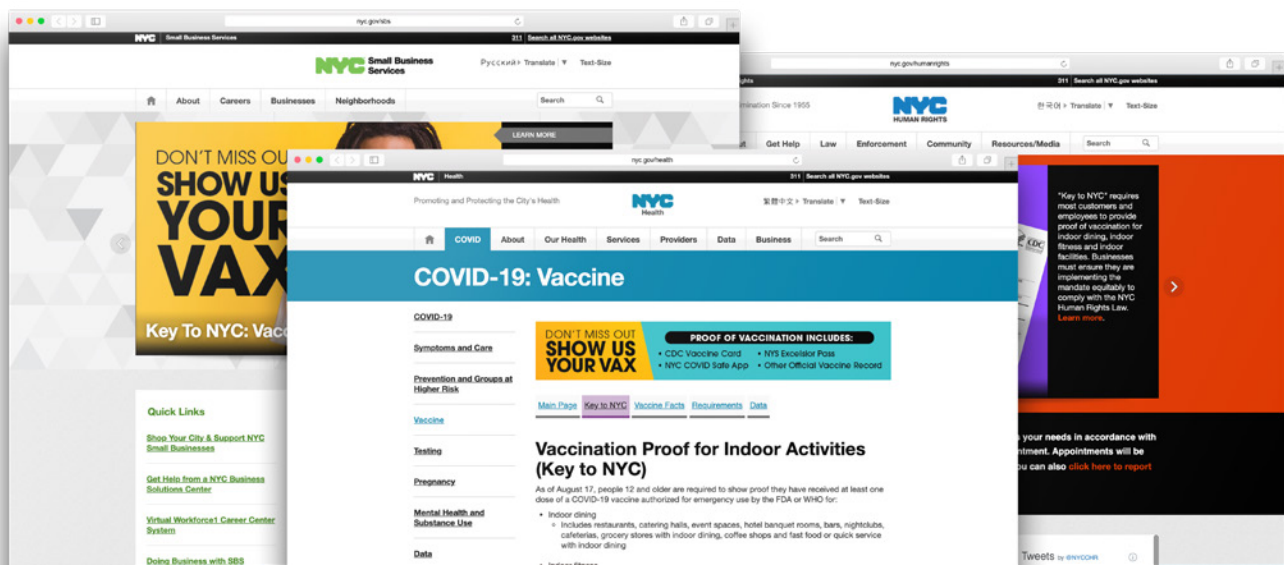 nyc.gov/sbs
NYC Small Business Services
311 Search all NYC.gov websites
NYC Small Business
Services
Русский ▸ Translate ▼ Text-Size
About Careers Businesses Neighborhoods
Search
LEARN MORE
DON'T MISS OU
SHOW US
YOUR
VAX
Key To NYC: Vacc
Quick Links
Shop Your City & Support NYC
Small Businesses
Get Help from a NYC Business
Solutions Center
Virtual Workforce1 Career Center
System
Doing Business with SBS
nyc.gov/health
NYC Health
311 Search all NYC.gov websites
Promoting and Protecting the City's Health
NYC
Health
繁體中文 ▸ Translate ▼ Text-Size
COVID About Our Health Services Providers Data Business
Search
COVID-19: Vaccine
COVID-19
Symptoms and Care
Prevention and Groups at
Higher Risk
Vaccine
Testing
Pregnancy
Mental Health and
Substance Use
Data
DON'T MISS OUT
SHOW US
YOUR VAX
PROOF OF VACCINATION INCLUDES:
• CDC Vaccine Card • NYS Excelsior Pass
• NYC COVID Safe App • Other Official Vaccine Record
Main Page Key to NYC Vaccine Facts Requirements Data
Vaccination Proof for Indoor Activities
(Key to NYC)
As of August 17, people 12 and older are required to show proof they have received at least one
dose of a COVID-19 vaccine authorized for emergency use by the FDA or WHO for:
• Indoor dining
Includes restaurants, catering halls, event spaces, hotel banquet rooms, bars, nightclubs,
cafeterias, grocery stores with indoor dining, coffee shops and fast food or quick service
with indoor dining
• Indoor fitness
nyc.gov/humanrights
ghts
311 Search all NYC.gov websites
mination Since 1955
NYC
HUMAN RIGHTS
한국어 ▸ Translate ▼ Text-Size
ut Get Help Law Enforcement Community Resources/Media
Search
CDC
"Key to NYC" requires
most customers and
employees to provide
proof of vaccination for
indoor dining, indoor
fitness and indoor
facilities. Businesses
must ensure they are
implementing the
mandate equitably to
comply with the NYC
Human Rights Law.
Learn more.
your needs in accordance with
ntment. Appointments will be
ou can also click here to report
Tweets by @NYCCHR